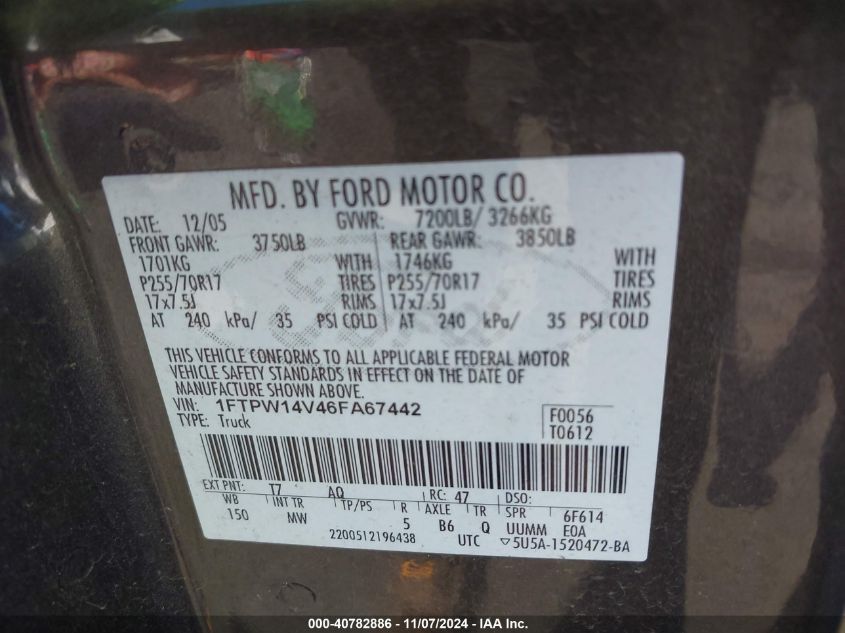 MFD. BY FORD MOTOR CO.
DATE: 12/05 GVWR: 7200LB/ 3266KG
FRONT GAWR: 3750LB REAR GAWR: 3850LB
1701KG WITH 1746KG WITH
P255/70R17 TIRES P255/70R17 TIRES
17x7.5J RIMS 17x7.5J RIMS
AT 240 kPa/ 35 PSI COLD AT 240 kPa/ 35 PSI COLD
THIS VEHICLE CONFORMS TO ALL APPLICABLE FEDERAL MOTOR
VEHICLE SAFETY STANDARDS IN EFFECT ON THE DATE OF
MANUFACTURE SHOWN ABOVE.
VIN: 1FTPW14V46FA67442 F0056
TYPE: Truck T0612
EXT PNT: T7 AQ RC: 47 DSO:
WB INT TR TP/PS R AXLE TR SPR 6F614
150 MW 5 B6 Q UUMM EOA
2200512196438 UTC ▽5U5A-1520472-BA
000-40782886 - 11/07/2024 - IAA Inc.